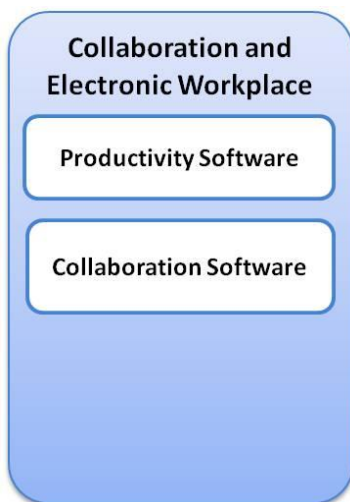 Collaboration and
Electronic Workplace
Productivity Software
Collaboration Software